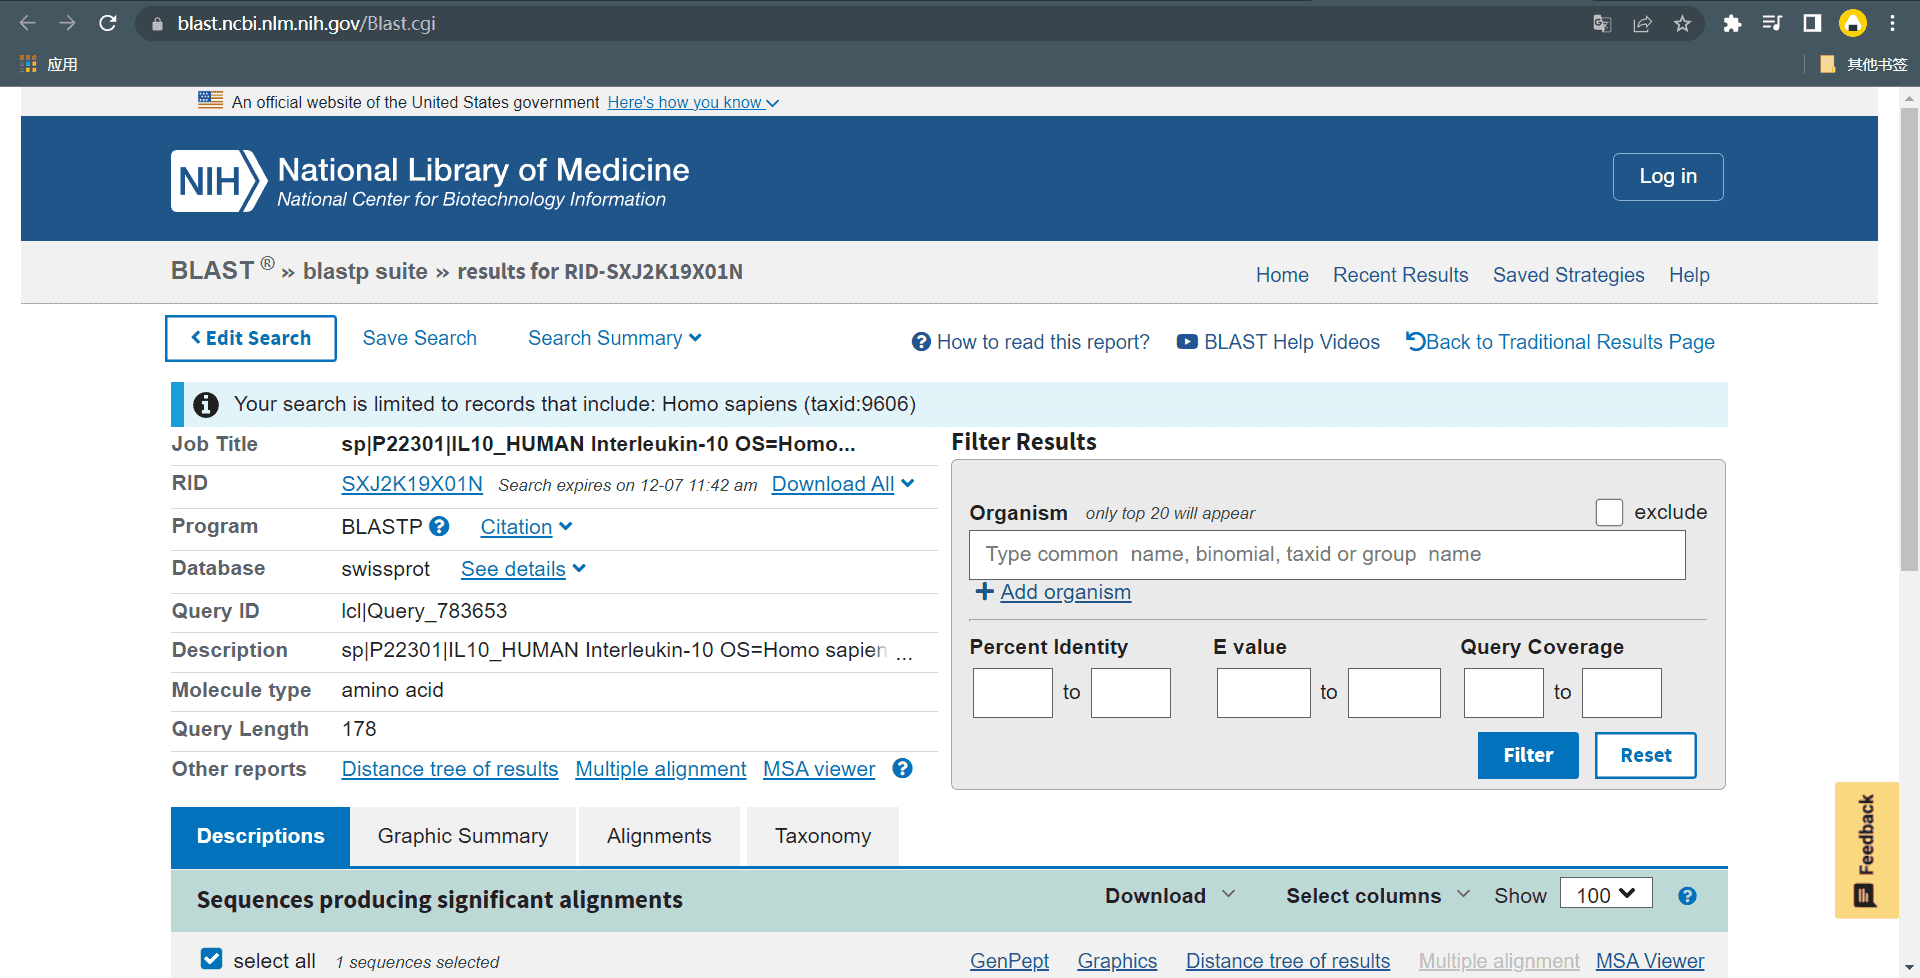 blast.ncbi.nlm.nih.gov/Blast.cgi
应用
其他书签
An official website of the United States government Here's how you know
NIH National Library of Medicine
National Center for Biotechnology Information
Log in
BLAST ® » blastp suite » results for RID-SXJ2K19X01N
Home Recent Results Saved Strategies Help
Edit Search Save Search Search Summary
How to read this report? BLAST Help Videos Back to Traditional Results Page
Your search is limited to records that include: Homo sapiens (taxid:9606)
Job Title sp|P22301|IL10_HUMAN Interleukin-10 OS=Homo...
RID SXJ2K19X01N Search expires on 12-07 11:42 am Download All
Program BLASTP Citation
Database swissprot See details
Query ID lcl|Query_783653
Description sp|P22301|IL10_HUMAN Interleukin-10 OS=Homo sapien ...
Molecule type amino acid
Query Length 178
Other reports Distance tree of results Multiple alignment MSA viewer
Filter Results
Organism only top 20 will appear exclude
Type common name, binomial, taxid or group name
Add organism
Percent Identity E value Query Coverage
to to to
Filter Reset
Feedback
Descriptions Graphic Summary Alignments Taxonomy
Sequences producing significant alignments Download Select columns Show 100
select all 1 sequences selected GenPept Graphics Distance tree of results Multiple alignment MSA Viewer